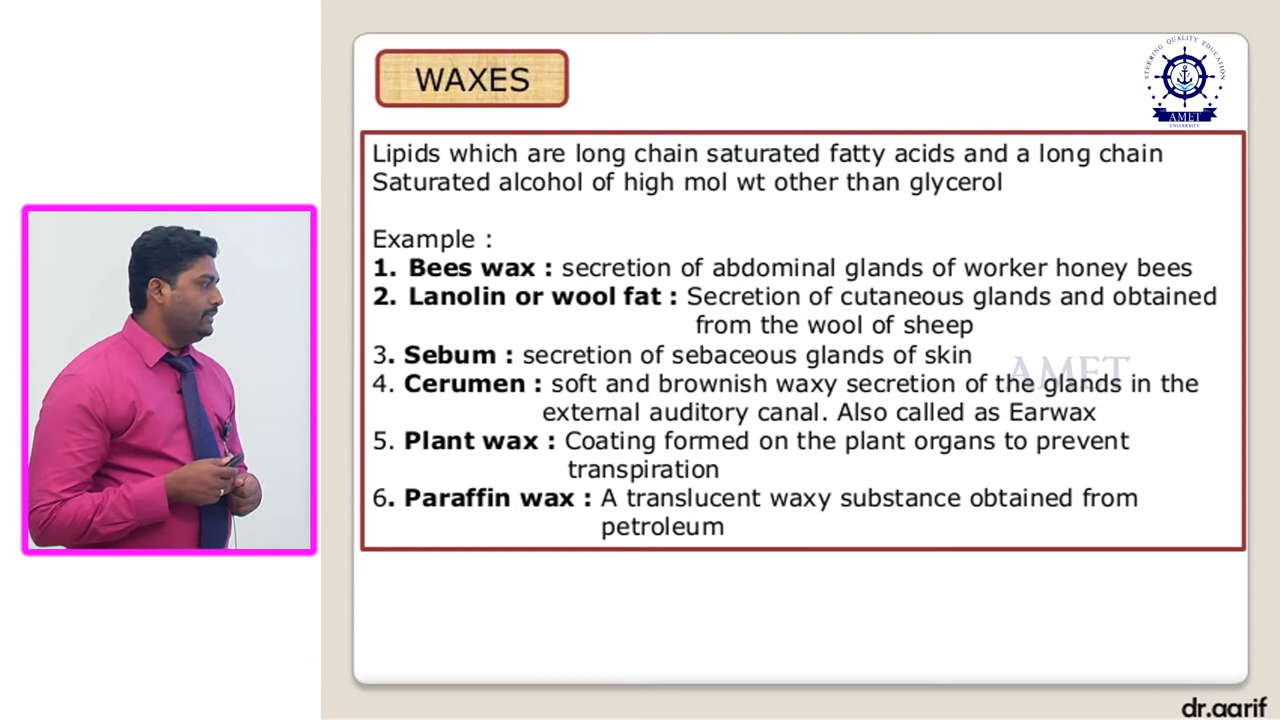 WAXES
STEERING QUALITY EDUCATION
AMET
UNIVERSITY
Lipids which are long chain saturated fatty acids and a long chain
Saturated alcohol of high mol wt other than glycerol
Example :
1. Bees wax : secretion of abdominal glands of worker honey bees
2. Lanolin or wool fat : Secretion of cutaneous glands and obtained
from the wool of sheep
3. Sebum : secretion of sebaceous glands of skin
AMET
4. Cerumen : soft and brownish waxy secretion of the glands in the
external auditory canal. Also called as Earwax
5. Plant wax : Coating formed on the plant organs to prevent
transpiration
6. Paraffin wax : A translucent waxy substance obtained from
petroleum
dr.aarif